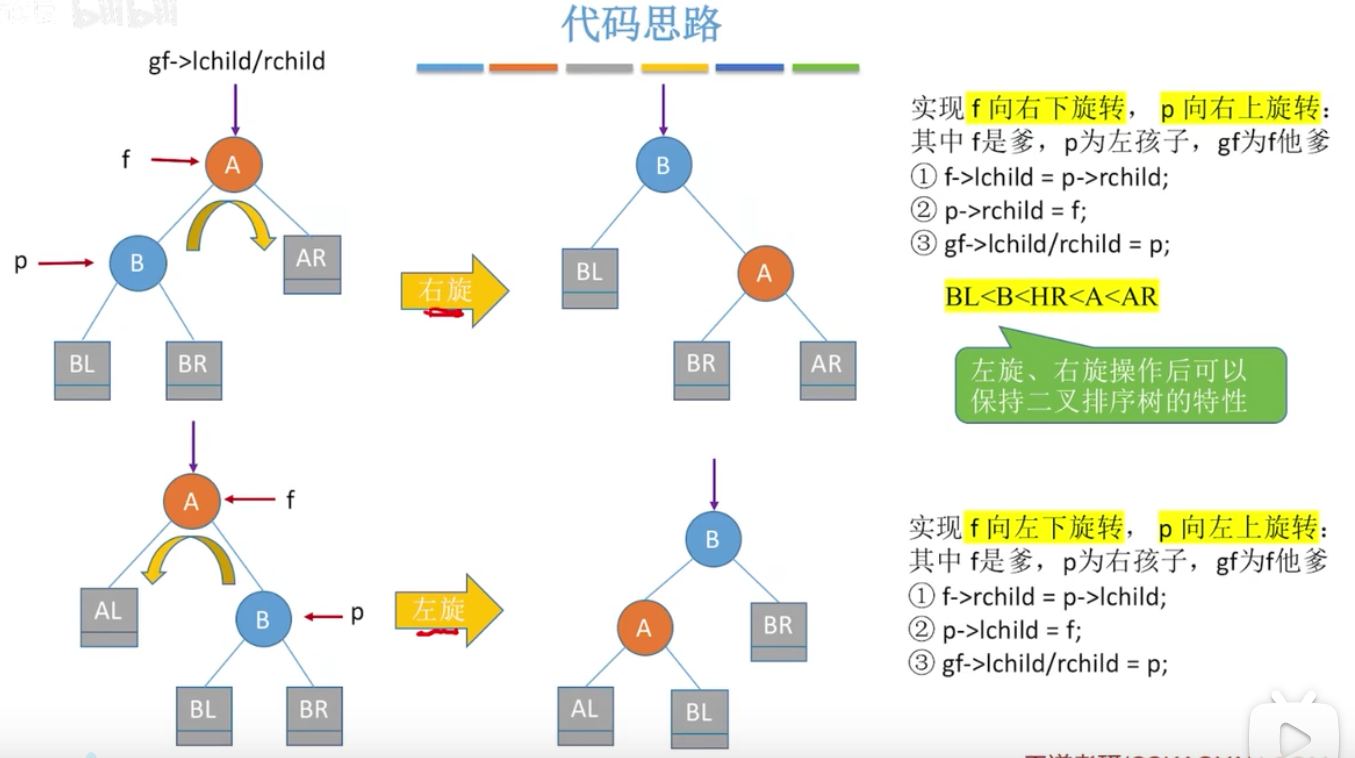 bilibili
代码思路
gf->lchild/rchild
f
A
p
B
AR
BL
BR
右旋
B
BL
A
BR
AR
实现 f 向右下旋转， p 向右上旋转：
其中 f是爹，p为左孩子，gf为f他爹
① f->lchild = p->rchild;
② p->rchild = f;
③ gf->lchild/rchild = p;
BL<B<HR<A<AR
左旋、右旋操作后可以
保持二叉排序树的特性
A
f
AL
B
p
BL
BR
左旋
B
A
BR
AL
BL
实现 f 向左下旋转， p 向左上旋转：
其中 f是爹，p为右孩子，gf为f他爹
① f->rchild = p->lchild;
② p->lchild = f;
③ gf->lchild/rchild = p;